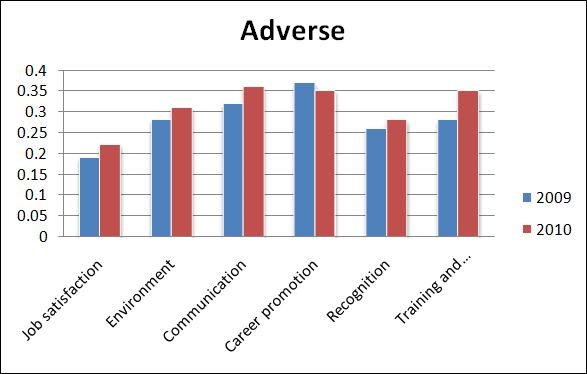 Adverse
0.4
0.35
0.3
0.25
0.2
0.15
0.1
0.05
0
Job satisfaction
Environment
Communication
Career promotion
Recognition
Training and...
2009
2010